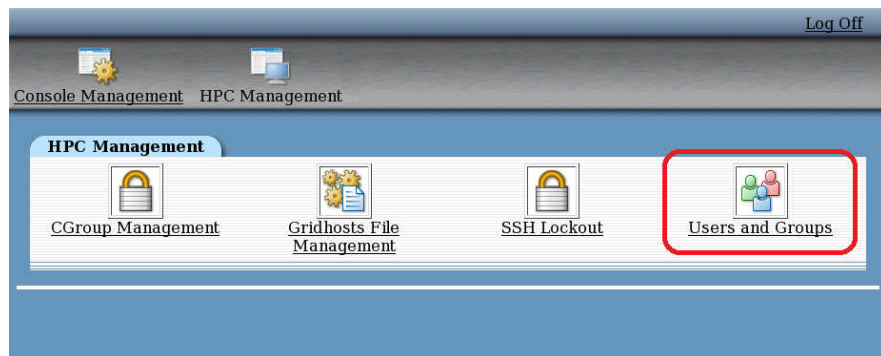 Log Off
Console Management HPC Management
HPC Management
CGroup Management
Gridhosts File
Management
SSH Lockout
Users and Groups